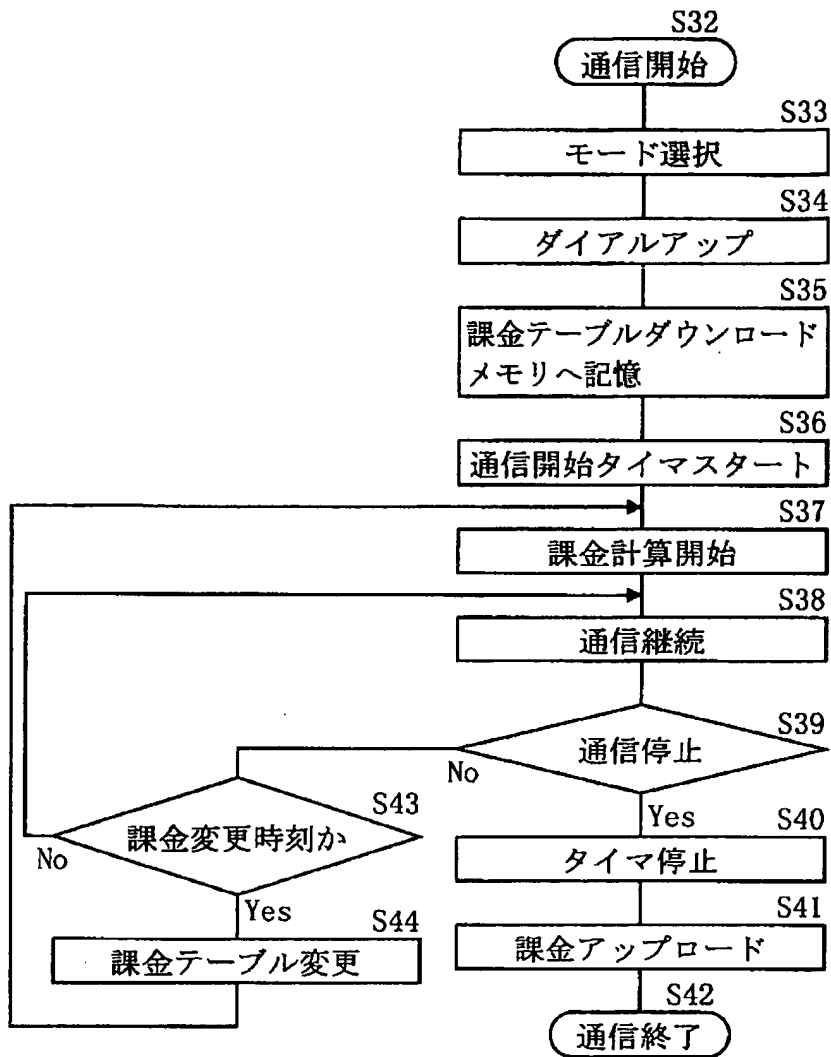 S32
通信開始
S33
モード選択
S34
ダイアルアップ
S35
課金テーブルダウンロード
メモリへ記憶
S36
通信開始タイマスタート
S37
課金計算開始
S38
通信継続
S39
通信停止
No
Yes
S43
課金変更時刻か
No
Yes
S44
課金テーブル変更
S40
タイマ停止
S41
課金アップロード
S42
通信終了